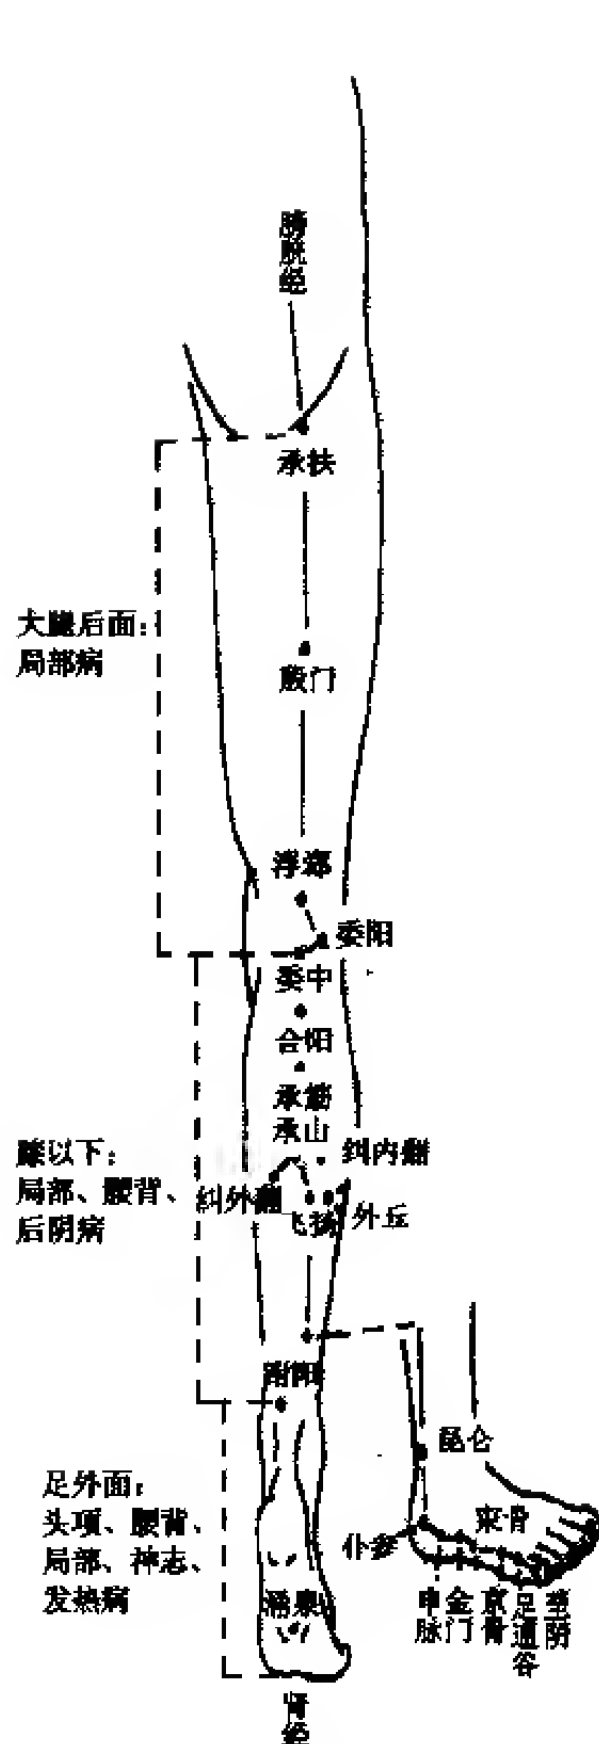 膀胱经
承扶
大腿后面：
局部病
殷门
浮郄
委阳
委中
合阳
承筋
承山
膝以下：
局部、腰背、
后阴病
纠内翻
纠外翻
飞扬
外丘
跗阳
昆仑
足外面：
头项、腰背、
局部、神志、
发热病
束骨
仆参
申脉
金门
京骨
足通谷
至阴
涌泉
肾经